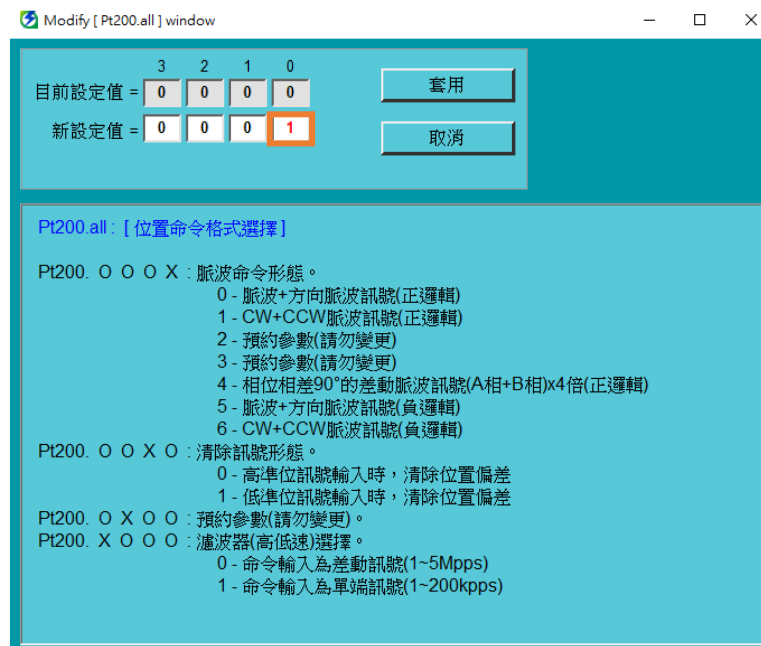 Modify [ Pt200.all ] window
3 2 1 0
目前設定值 = 0 0 0 0
套用
新設定值 = 0 0 0 1
取消
Pt200.all : [ 位置命令格式選擇 ]
Pt200. O O O X : 脈波命令形態。
0 - 脈波+方向脈波訊號(正邏輯)
1 - CW+CCW脈波訊號(正邏輯)
2 - 預約參數(請勿變更)
3 - 預約參數(請勿變更)
4 - 相位相差90°的差動脈波訊號(A相+B相)x4倍(正邏輯)
5 - 脈波+方向脈波訊號(負邏輯)
6 - CW+CCW脈波訊號(負邏輯)
Pt200. O O X O : 清除訊號形態。
0 - 高準位訊號輸入時，清除位置偏差
1 - 低準位訊號輸入時，清除位置偏差
Pt200. O X O O : 預約參數(請勿變更)。
Pt200. X O O O : 濾波器(高低速)選擇。
0 - 命令輸入為差動訊號(1~5Mpps)
1 - 命令輸入為單端訊號(1~200kpps)